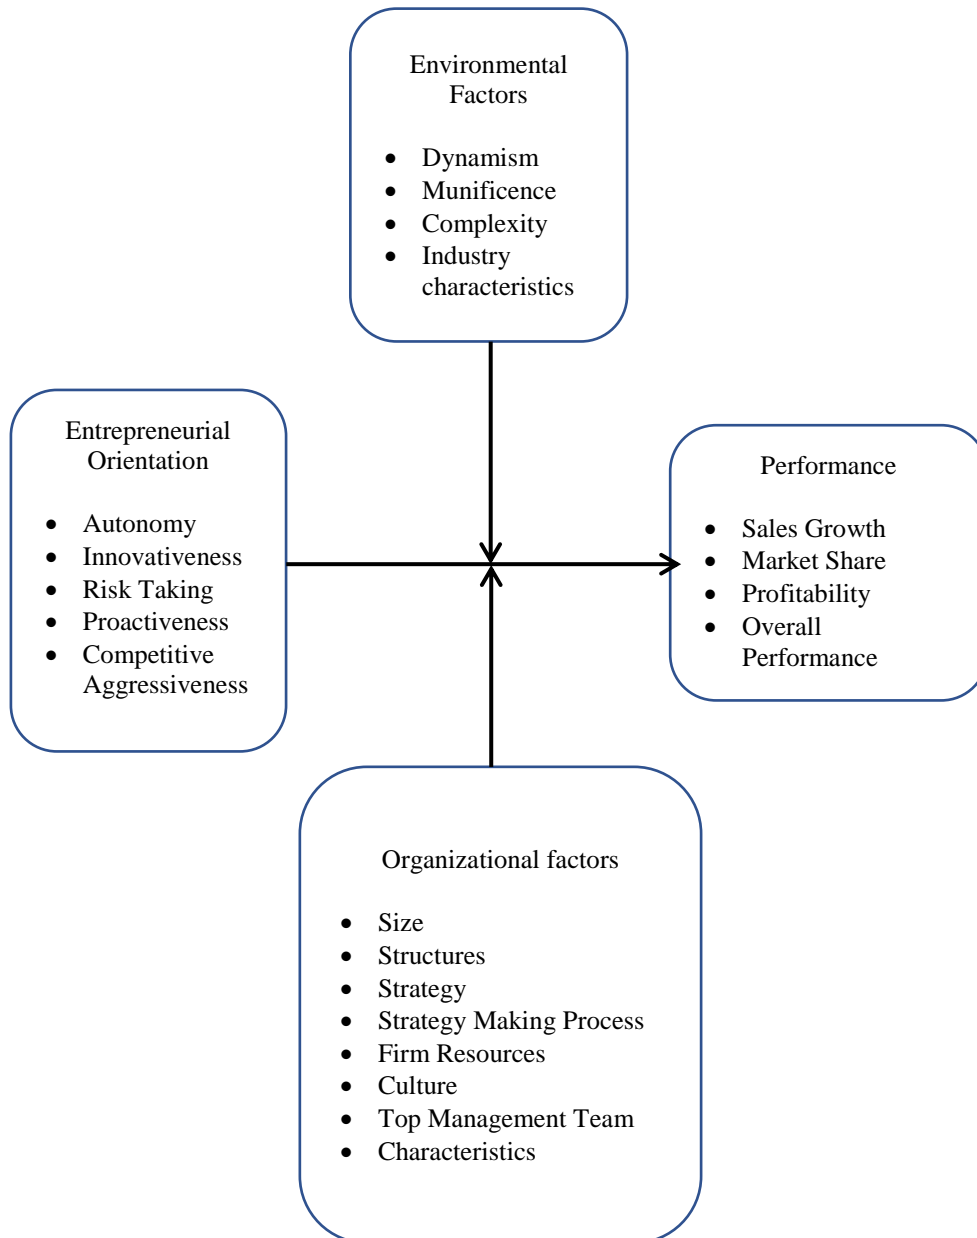 Environmental
Factors
• Dynamism
• Munificence
• Complexity
• Industry
characteristics
Entrepreneurial
Orientation
• Autonomy
• Innovativeness
• Risk Taking
• Proactiveness
• Competitive
Aggressiveness
Performance
• Sales Growth
• Market Share
• Profitability
• Overall
Performance
Organizational factors
• Size
• Structures
• Strategy
• Strategy Making Process
• Firm Resources
• Culture
• Top Management Team
• Characteristics